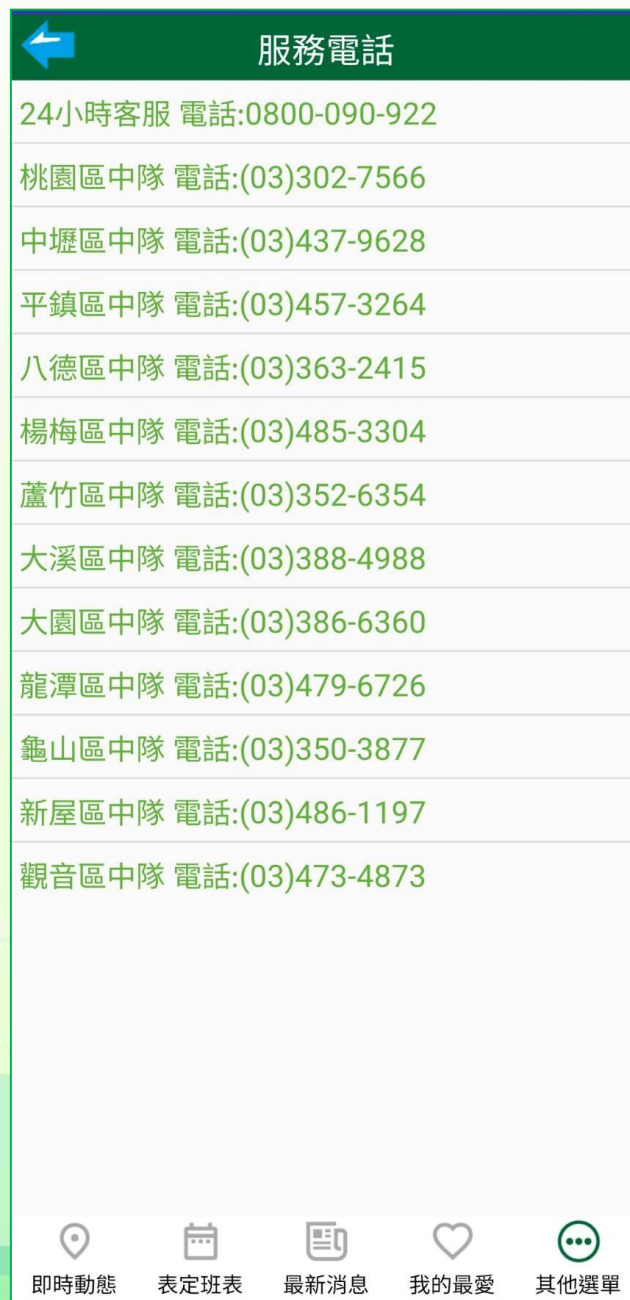 服務電話
24小時客服 電話:0800-090-922
桃園區中隊 電話:(03)302-7566
中壢區中隊 電話:(03)437-9628
平鎮區中隊 電話:(03)457-3264
八德區中隊 電話:(03)363-2415
楊梅區中隊 電話:(03)485-3304
蘆竹區中隊 電話:(03)352-6354
大溪區中隊 電話:(03)388-4988
大園區中隊 電話:(03)386-6360
龍潭區中隊 電話:(03)479-6726
龜山區中隊 電話:(03)350-3877
新屋區中隊 電話:(03)486-1197
觀音區中隊 電話:(03)473-4873
即時動態 表定班表 最新消息 我的最愛 其他選單